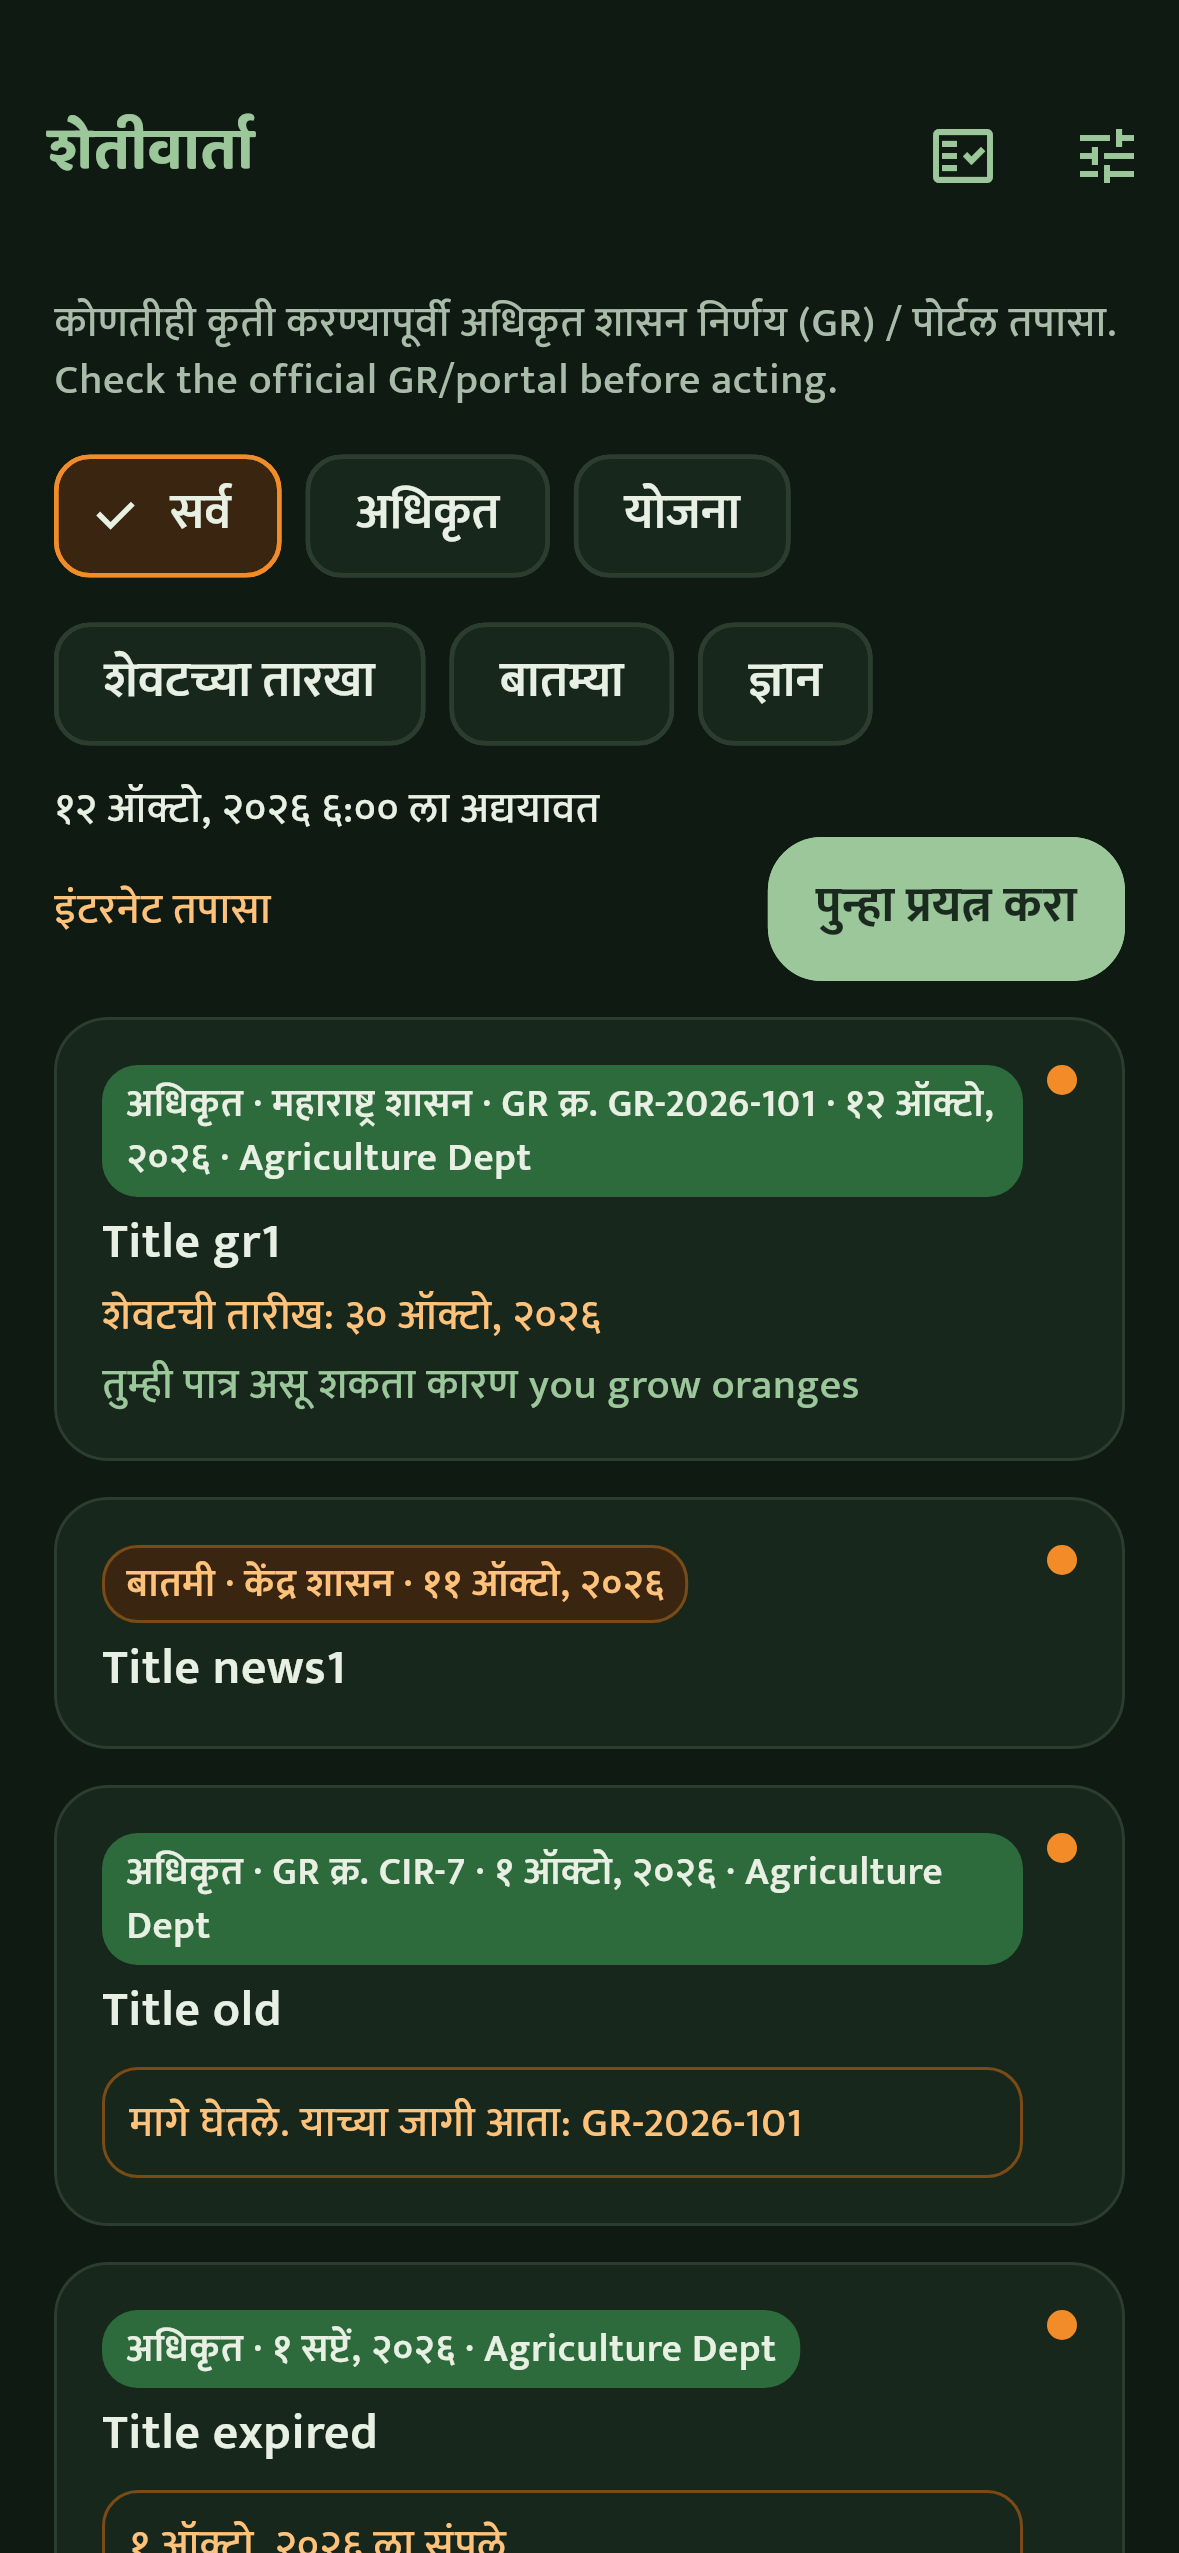 शेतीवार्ता
कोणतीही कृती करण्यापूर्वी अधिकृत शासन निर्णय (GR) / पोर्टल तपासा.
Check the official GR/portal before acting.
सर्व अधिकृत योजना
शेवटच्या तारखा बातम्या ज्ञान
१२ ऑक्टो, २०२६ ६:०० ला अद्ययावत
इंटरनेट तपासा पुन्हा प्रयत्न करा
अधिकृत · महाराष्ट्र शासन · GR क्र. GR-2026-101 · १२ ऑक्टो,
२०२६ · Agriculture Dept
Title gr1
शेवटची तारीख: ३० ऑक्टो, २०२६
तुम्ही पात्र असू शकता कारण you grow oranges
बातमी · केंद्र शासन · ११ ऑक्टो, २०२६
Title news1
अधिकृत · GR क्र. CIR-7 · १ ऑक्टो, २०२६ · Agriculture
Dept
Title old
मागे घेतले. याच्या जागी आता: GR-2026-101
अधिकृत · १ सप्टें, २०२६ · Agriculture Dept
Title expired
१ ऑक्टो, २०२६ ला संपले